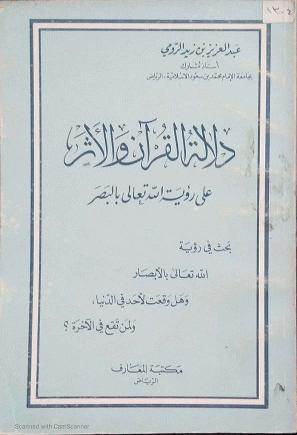 ١٣٠٤
عبد العزيز بن زيد الرومي
أستاذ مشارك
بجامعة الإمام محمد بن سعود الإسلامية ـ الرياض
دلالة القرآن والأثر
على رؤية الله تعالى بالبصر
بحث في رؤية
الله تعالى بالأبصار
وهل وقعت لأحد في الدنيا،
ولمن تقع في الآخرة ؟
مكتبة المعارف
الرياض
Scanned with CamScanner